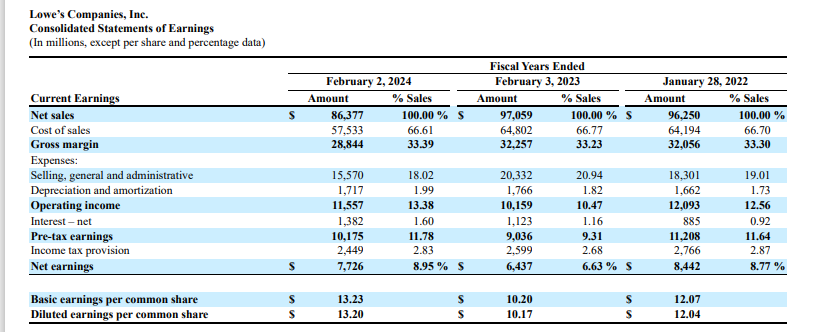 Lowe's Companies, Inc.
Consolidated Statements of Earnings
(In millions, except per share and percentage data)
Fiscal Years Ended
February 2, 2024 February 3, 2023 January 28, 2022
Current Earnings Amount % Sales Amount % Sales Amount % Sales
Net sales $ 86,377 100.00 % $ 97,059 100.00 % $ 96,250 100.00 %
Cost of sales 57,533 66.61 64,802 66.77 64,194 66.70
Gross margin 28,844 33.39 32,257 33.23 32,056 33.30
Expenses:
Selling, general and administrative 15,570 18.02 20,332 20.94 18,301 19.01
Depreciation and amortization 1,717 1.99 1,766 1.82 1,662 1.73
Operating income 11,557 13.38 10,159 10.47 12,093 12.56
Interest – net 1,382 1.60 1,123 1.16 885 0.92
Pre-tax earnings 10,175 11.78 9,036 9.31 11,208 11.64
Income tax provision 2,449 2.83 2,599 2.68 2,766 2.87
Net earnings $ 7,726 8.95 % $ 6,437 6.63 % $ 8,442 8.77 %
Basic earnings per common share $ 13.23 $ 10.20 $ 12.07
Diluted earnings per common share $ 13.20 $ 10.17 $ 12.04